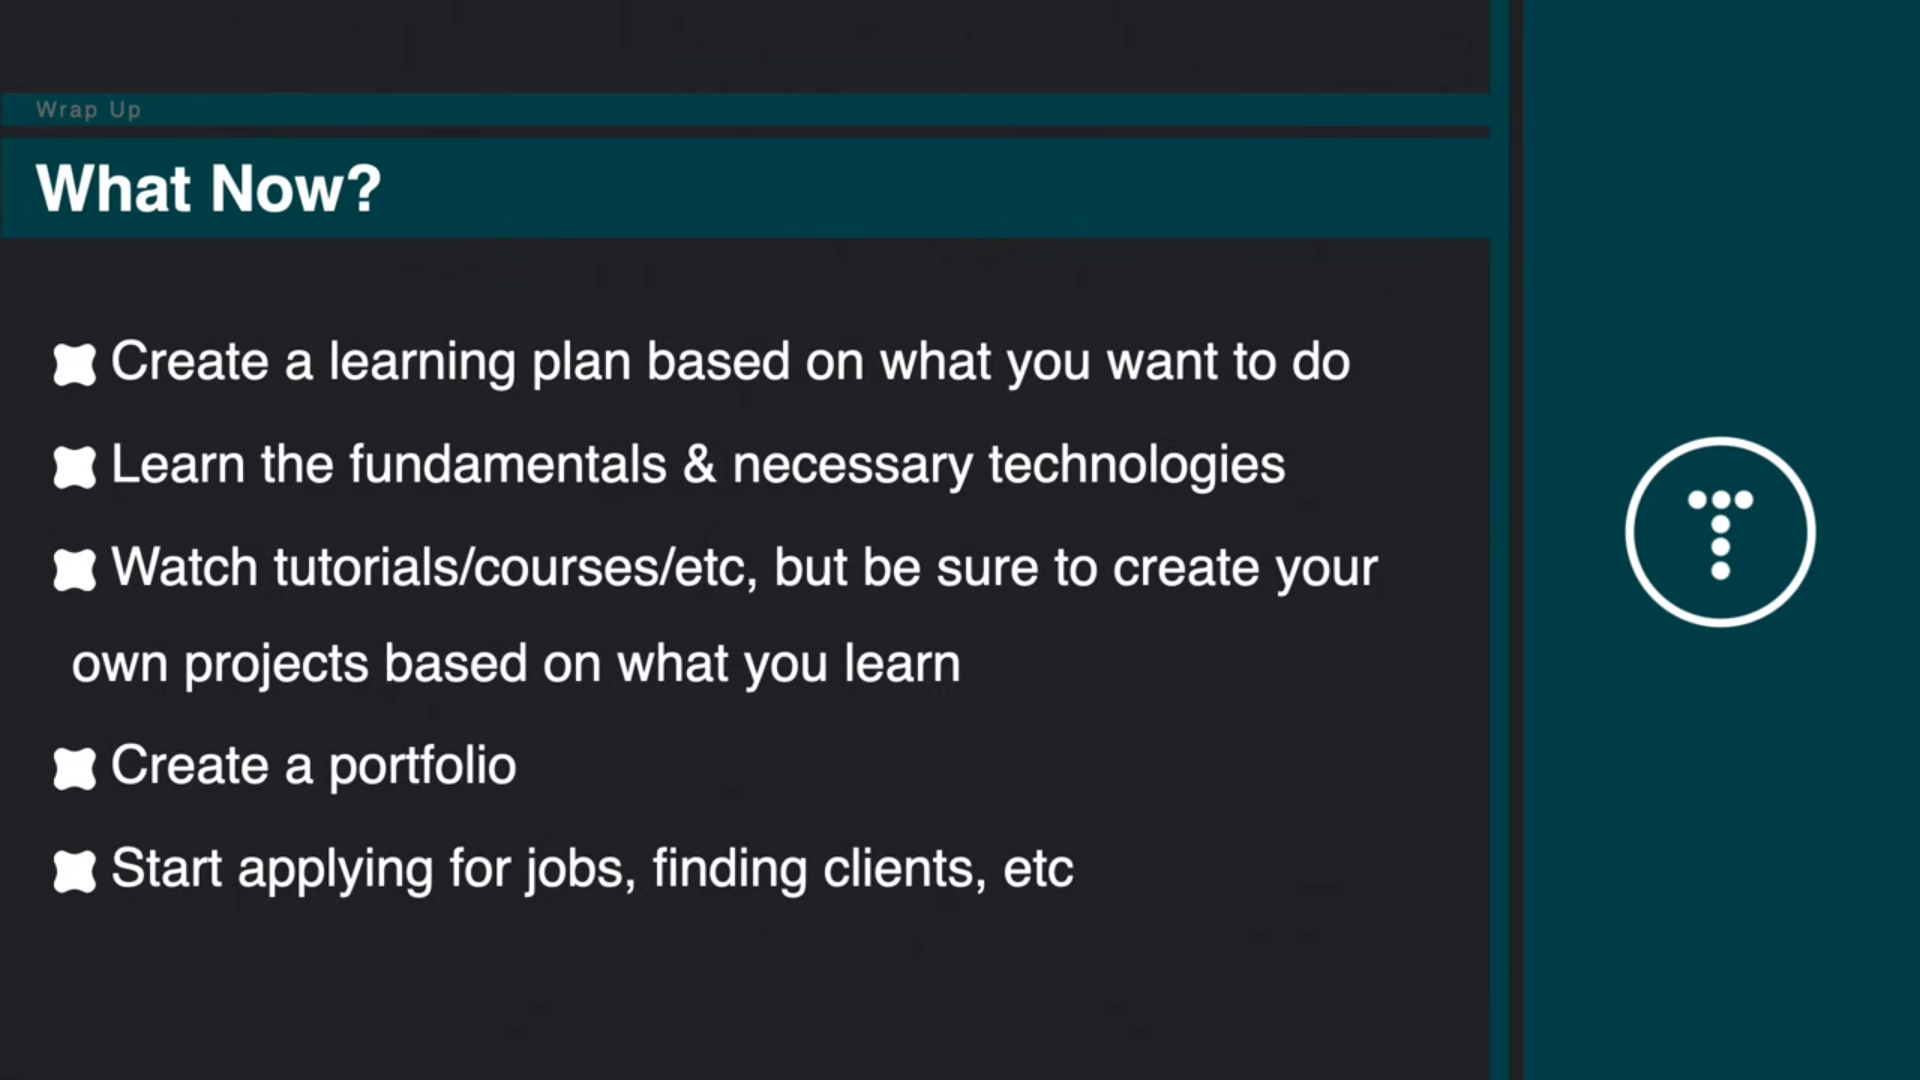 Wrap Up
What Now?
Create a learning plan based on what you want to do
Learn the fundamentals & necessary technologies
Watch tutorials/courses/etc, but be sure to create your
own projects based on what you learn
Create a portfolio
Start applying for jobs, finding clients, etc
T